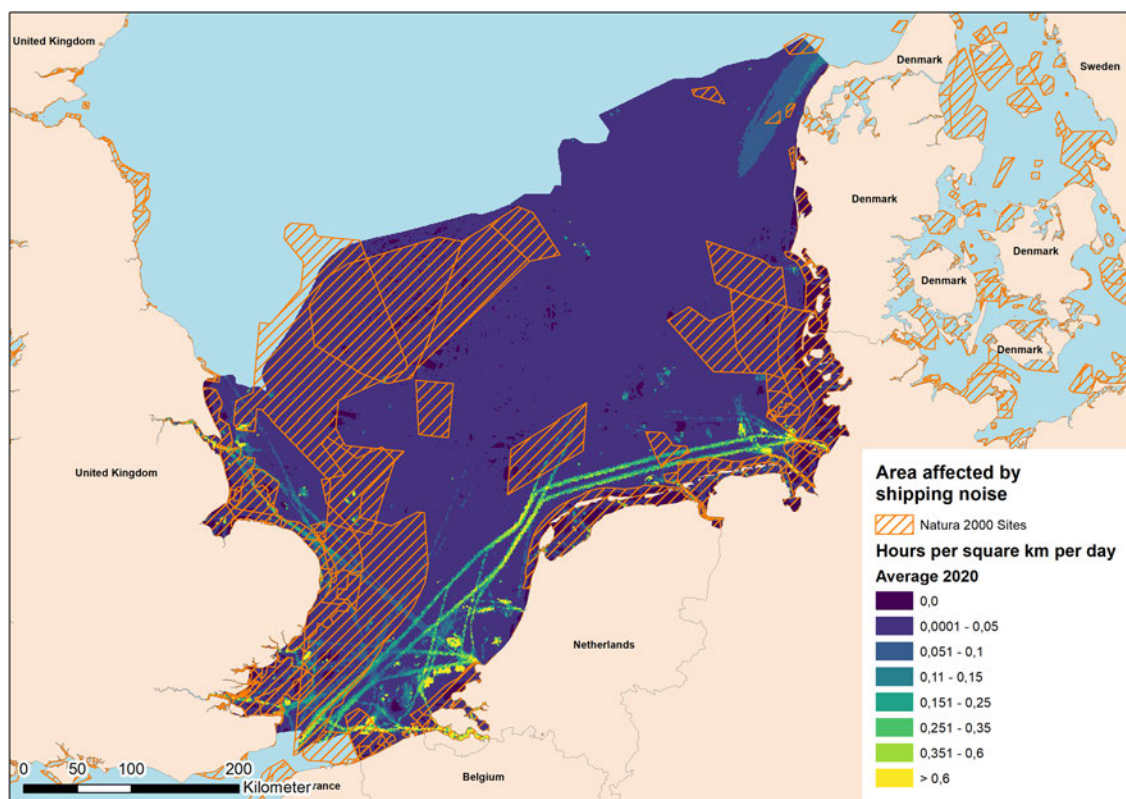 United Kingdom
Denmark
Sweden
Denmark
Denmark
Denmark
Denmark
United Kingdom
Netherlands
Belgium
rance
Area affected by
shipping noise
Natura 2000 Sites
Hours per square km per day
Average 2020
0,0
0,0001 - 0,05
0,051 - 0,1
0,11 - 0,15
0,151 - 0,25
0,251 - 0,35
0,351 - 0,6
> 0,6
0 50 100 200
Kilometer